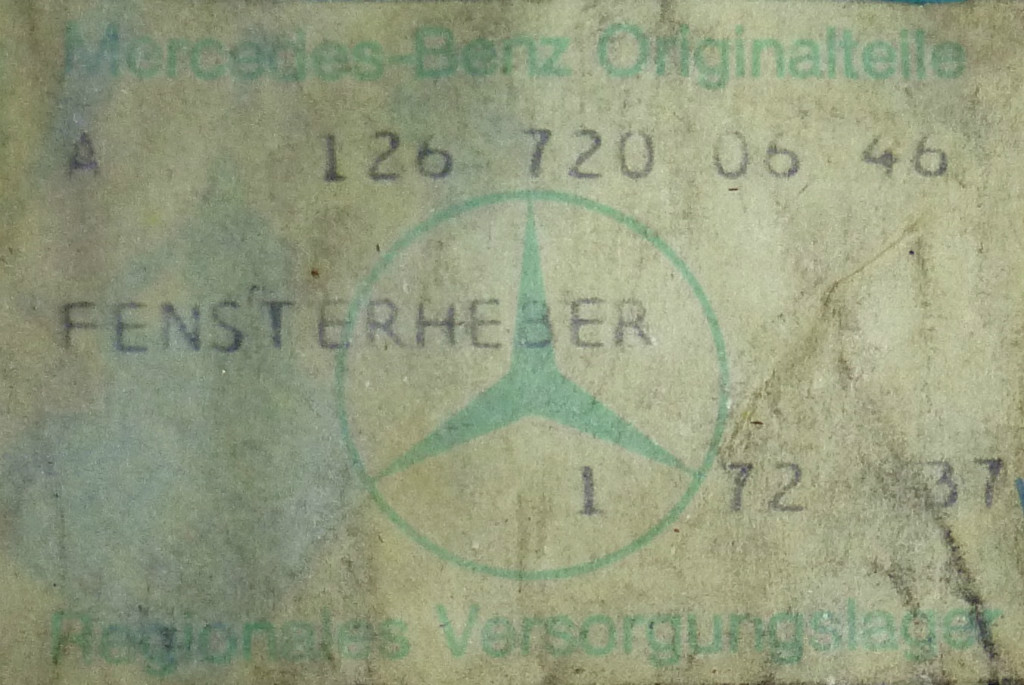 Mercedes-Benz Originalteile
A 126 720 06 46
FENSTERHEBER
1 72 37
Regionales Versorgungslager